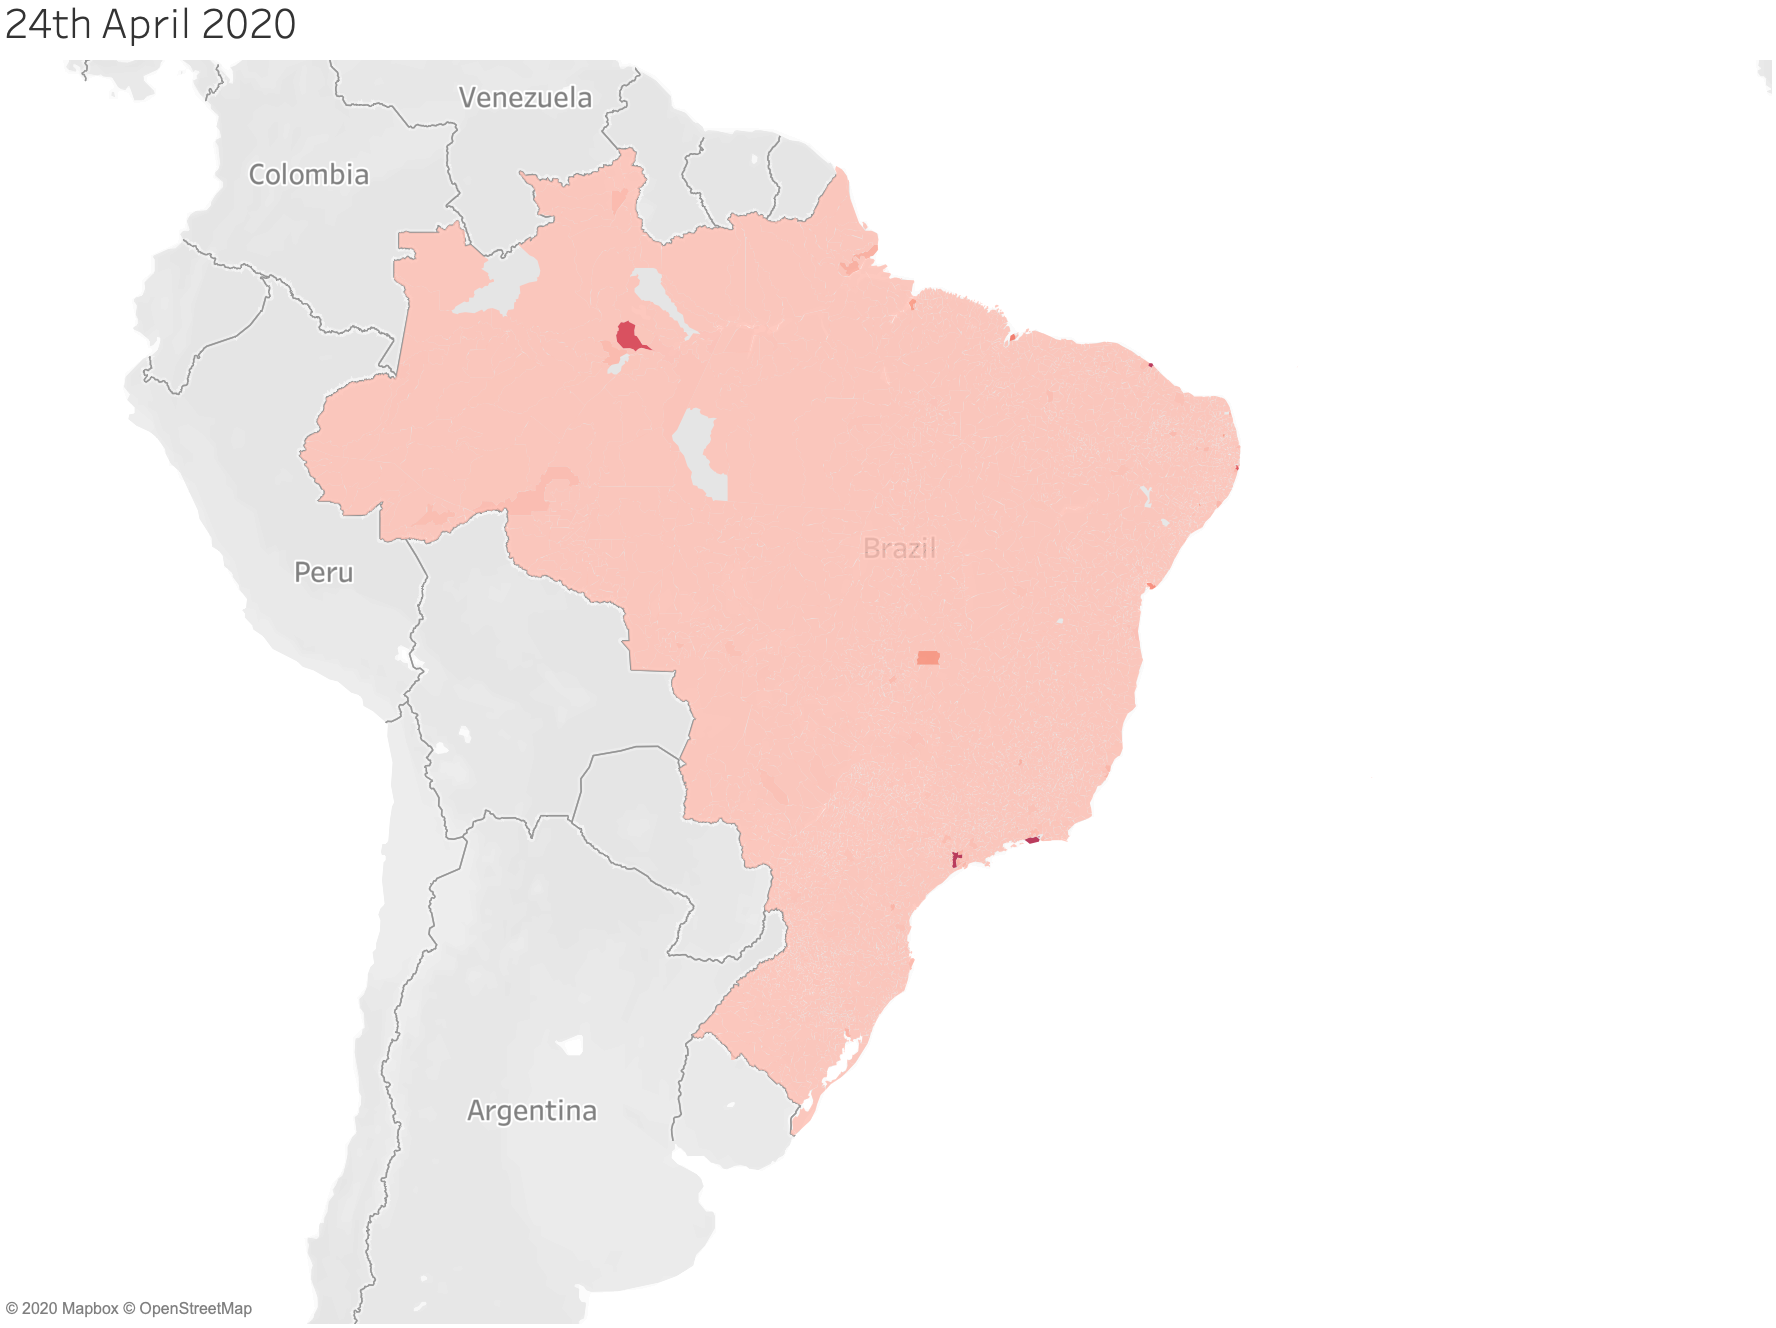 24th April 2020
Venezuela
Colombia
Brazil
Peru
Argentina
© 2020 Mapbox © OpenStreetMap